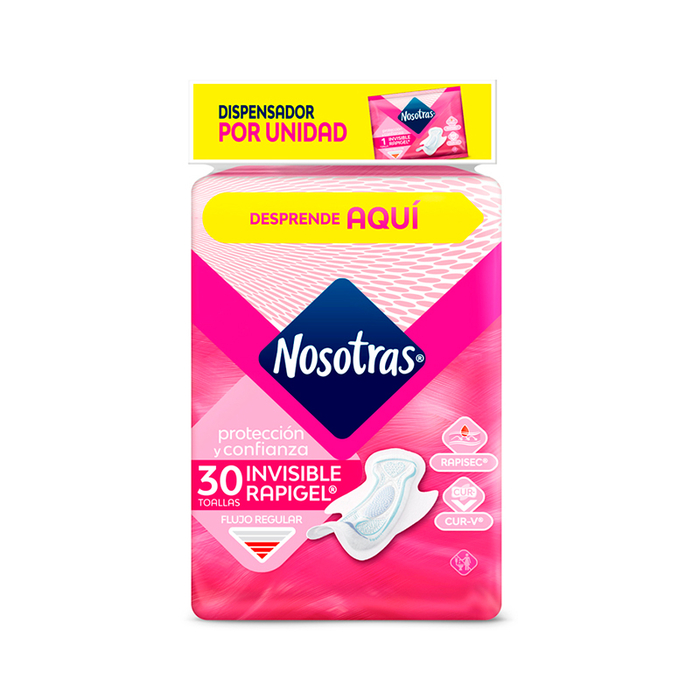 DISPENSADOR
POR UNIDAD
Nosotras
1 INVISIBLE
RAPIGEL®
DESPRENDE AQUÍ
Nosotras®
protección
y confianza
30 INVISIBLE
TOALLAS RAPIGEL®
FLUJO REGULAR
RAPISEC®
CUR-
CUR-V®